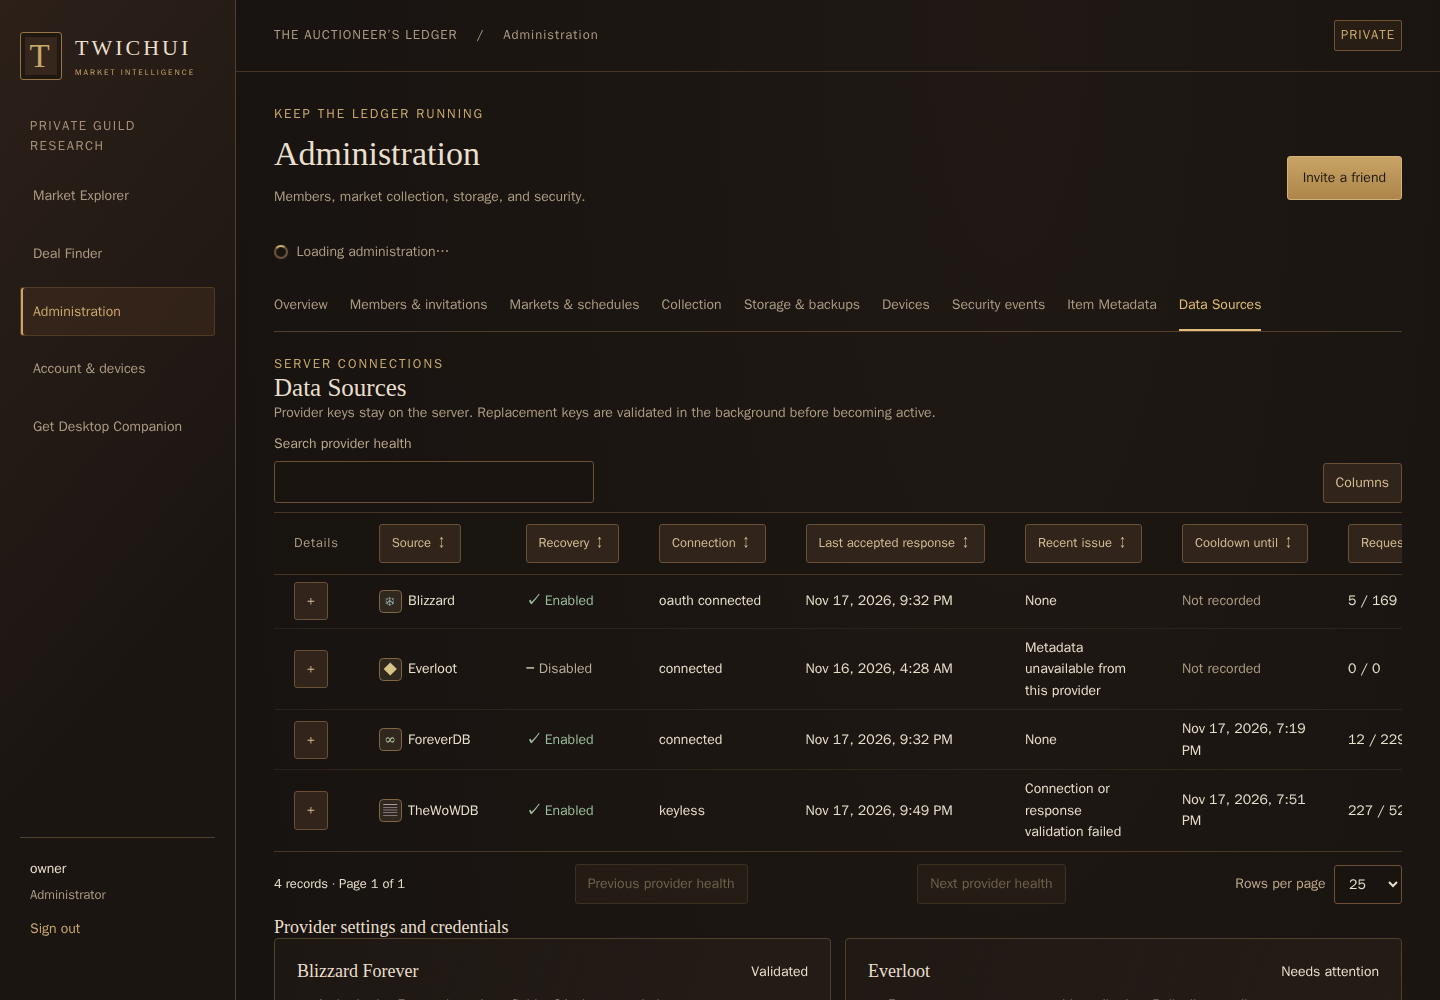 T
TWICHUI
MARKET INTELLIGENCE
PRIVATE GUILD
RESEARCH
Market Explorer
Deal Finder
Administration
Account & devices
Get Desktop Companion
owner
Administrator
Sign out
THE AUCTIONEER'S LEDGER / Administration
PRIVATE
KEEP THE LEDGER RUNNING
Administration
Members, market collection, storage, and security.
Invite a friend
Loading administration…
Overview Members & invitations Markets & schedules Collection Storage & backups Devices Security events Item Metadata Data Sources
SERVER CONNECTIONS
Data Sources
Provider keys stay on the server. Replacement keys are validated in the background before becoming active.
Search provider health
Columns
Details Source ↕ Recovery ↕ Connection ↕ Last accepted response ↕ Recent issue ↕ Cooldown until ↕ Reques
+ Blizzard ✓ Enabled oauth connected Nov 17, 2026, 9:32 PM None Not recorded 5 / 169
+ Everloot – Disabled connected Nov 16, 2026, 4:28 AM Metadata unavailable from this provider Not recorded 0 / 0
+ ForeverDB ✓ Enabled connected Nov 17, 2026, 9:32 PM None Nov 17, 2026, 7:19 PM 12 / 229
+ TheWoWDB ✓ Enabled keyless Nov 17, 2026, 9:49 PM Connection or response validation failed Nov 17, 2026, 7:51 PM 227 / 52
4 records · Page 1 of 1
Previous provider health
Next provider health
Rows per page 25
Provider settings and credentials
Blizzard Forever Validated
Everloot Needs attention